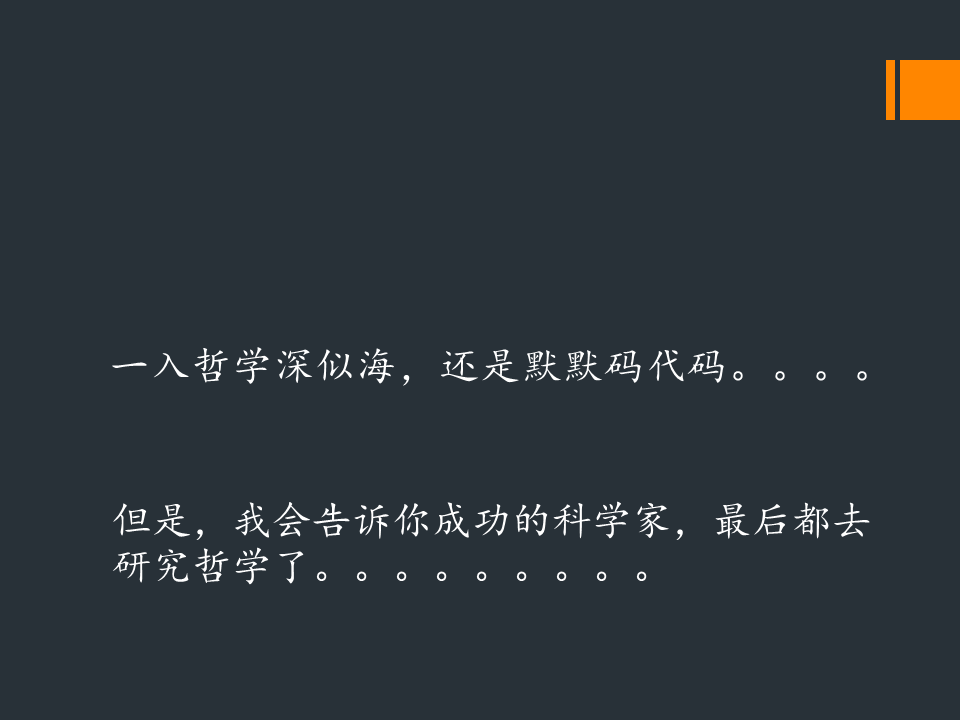 一入哲学深似海，还是默默码代码。。。。
但是，我会告诉你成功的科学家，最后都去
研究哲学了。。。。。。。。。